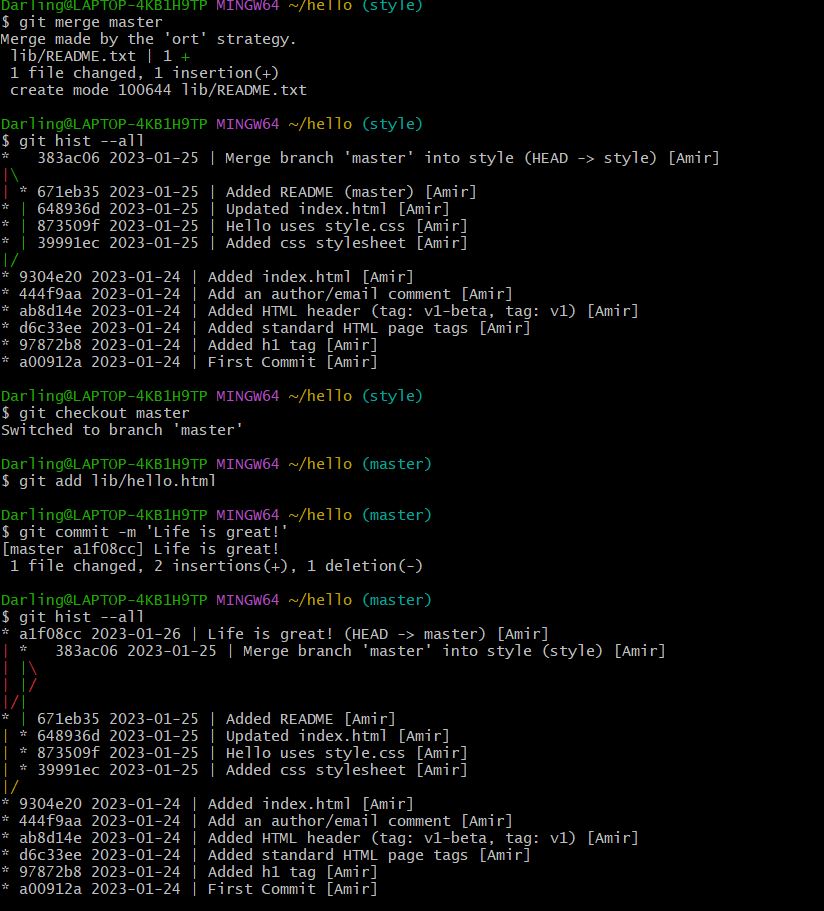 Darling@LAPTOP-4KB1H9TP MINGW64 ~/hello (style)
$ git merge master
Merge made by the 'ort' strategy.
 lib/README.txt | 1 +
 1 file changed, 1 insertion(+)
 create mode 100644 lib/README.txt
Darling@LAPTOP-4KB1H9TP MINGW64 ~/hello (style)
$ git hist --all
*   383ac06 2023-01-25 | Merge branch 'master' into style (HEAD -> style) [Amir]
|\
| * 671eb35 2023-01-25 | Added README (master) [Amir]
* | 648936d 2023-01-25 | Updated index.html [Amir]
* | 873509f 2023-01-25 | Hello uses style.css [Amir]
* | 39991ec 2023-01-25 | Added css stylesheet [Amir]
|/
* 9304e20 2023-01-24 | Added index.html [Amir]
* 444f9aa 2023-01-24 | Add an author/email comment [Amir]
* ab8d14e 2023-01-24 | Added HTML header (tag: v1-beta, tag: v1) [Amir]
* d6c33ee 2023-01-24 | Added standard HTML page tags [Amir]
* 97872b8 2023-01-24 | Added h1 tag [Amir]
* a00912a 2023-01-24 | First Commit [Amir]
Darling@LAPTOP-4KB1H9TP MINGW64 ~/hello (style)
$ git checkout master
Switched to branch 'master'
Darling@LAPTOP-4KB1H9TP MINGW64 ~/hello (master)
$ git add lib/hello.html
Darling@LAPTOP-4KB1H9TP MINGW64 ~/hello (master)
$ git commit -m 'Life is great!'
[master a1f08cc] Life is great!
 1 file changed, 2 insertions(+), 1 deletion(-)
Darling@LAPTOP-4KB1H9TP MINGW64 ~/hello (master)
$ git hist --all
* a1f08cc 2023-01-26 | Life is great! (HEAD -> master) [Amir]
| *   383ac06 2023-01-25 | Merge branch 'master' into style (style) [Amir]
| |\
| |/
|/|
* | 671eb35 2023-01-25 | Added README [Amir]
| * 648936d 2023-01-25 | Updated index.html [Amir]
| * 873509f 2023-01-25 | Hello uses style.css [Amir]
| * 39991ec 2023-01-25 | Added css stylesheet [Amir]
|/
* 9304e20 2023-01-24 | Added index.html [Amir]
* 444f9aa 2023-01-24 | Add an author/email comment [Amir]
* ab8d14e 2023-01-24 | Added HTML header (tag: v1-beta, tag: v1) [Amir]
* d6c33ee 2023-01-24 | Added standard HTML page tags [Amir]
* 97872b8 2023-01-24 | Added h1 tag [Amir]
* a00912a 2023-01-24 | First Commit [Amir]